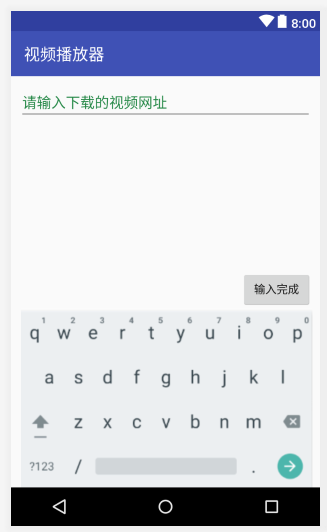 8:00
视频播放器
请输入下载的视频网址
输入完成
1 2 3 4 5 6 7 8 9 0
q w e r t y u i o p
a s d f g h j k l
z x c v b n m
?123 / .